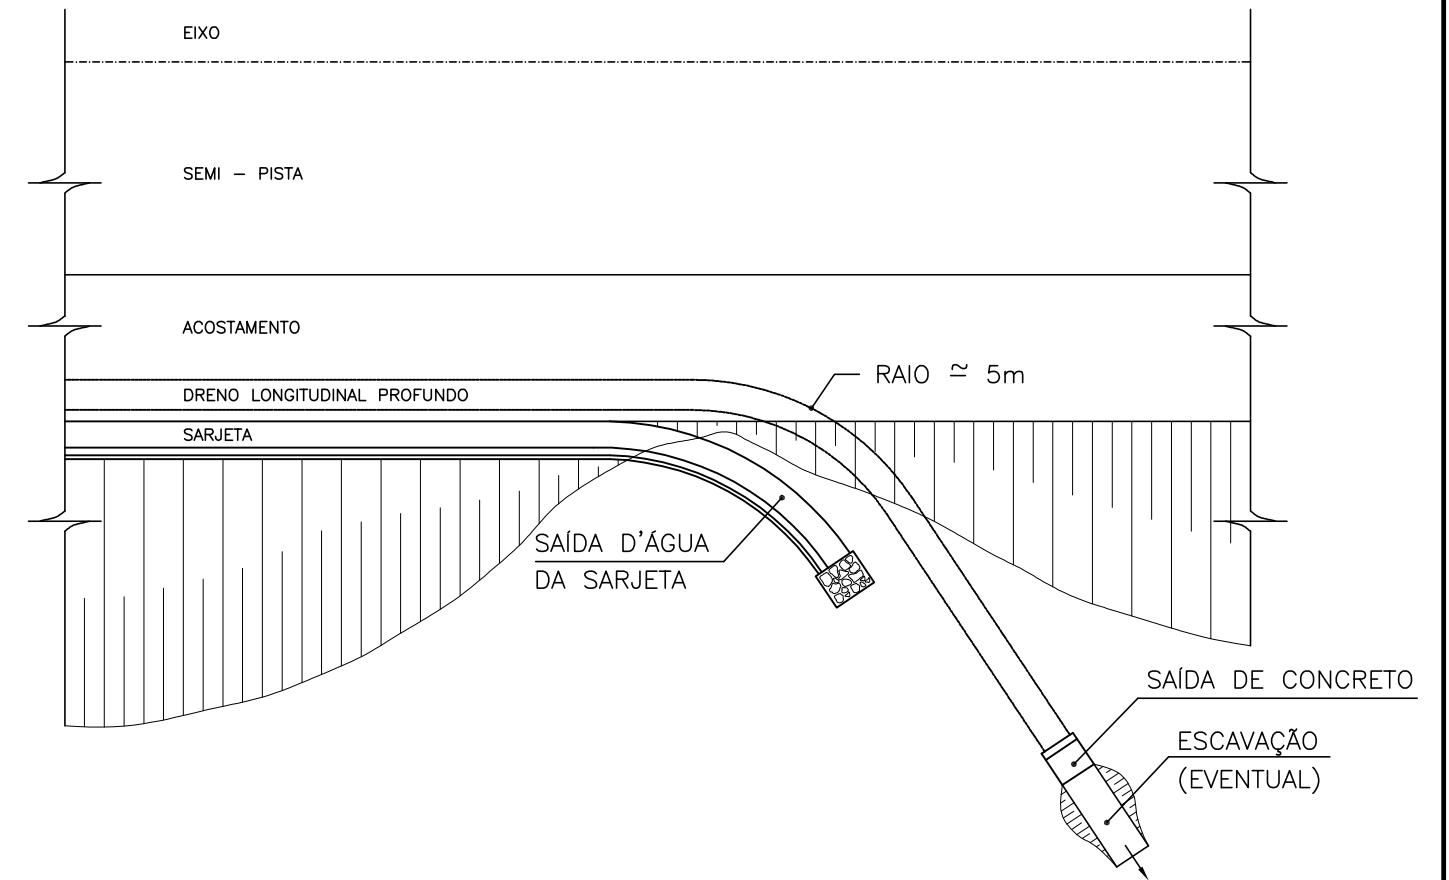 EIXO
SEMI - PISTA
ACOSTAMENTO
RAIO ≃ 5m
DRENO LONGITUDINAL PROFUNDO
SARJETA
SAÍDA D'ÁGUA
DA SARJETA
SAÍDA DE CONCRETO
ESCAVAÇÃO
(EVENTUAL)